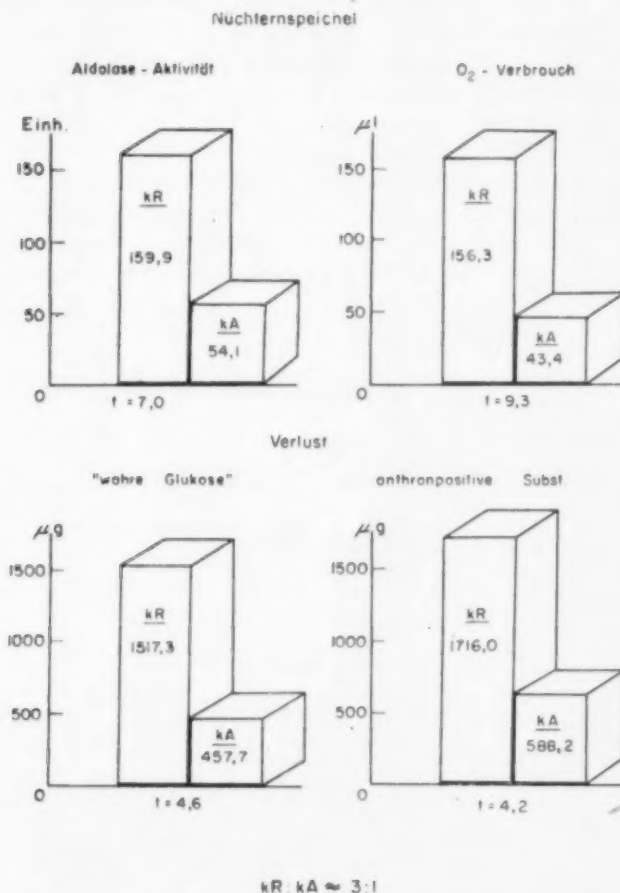 Nüchternspeichel
Aldolase - Aktivität
O₂ - Verbrauch
Einh.
150
100
50
0
kR
159,9
kA
54,1
t = 7,0
µl
150
100
50
0
kR
156,3
kA
43,4
t = 9,3
Verlust
"wahre Glukose"
anthronpositive Subst
µg
1500
1000
500
0
kR
1517,3
kA
457,7
t = 4,6
µg
1500
1000
500
0
kR
1716,0
kA
588,2
t = 4,2
kR : kA ≈ 3:1